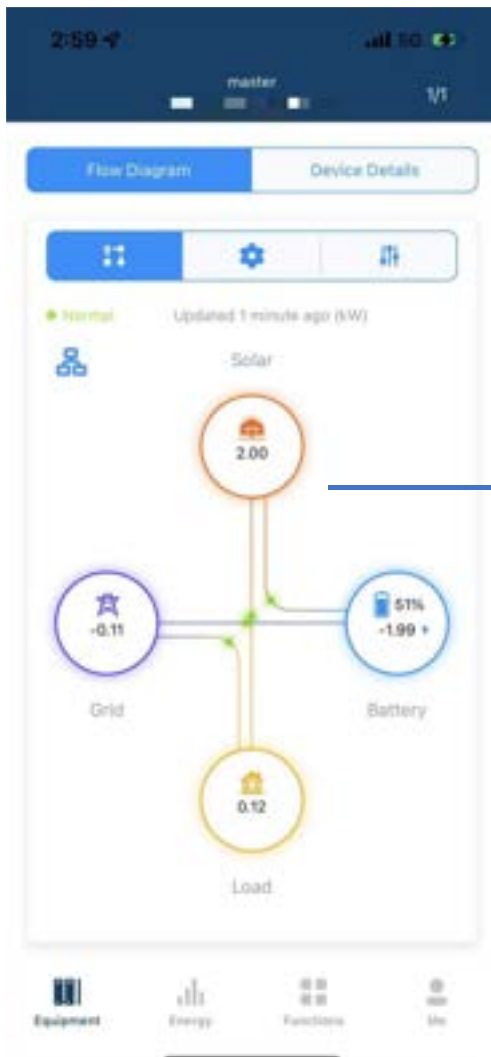 2:59
5G
master
1/1
Flow Diagram
Device Details
Normal
Updated 1 minute ago (kW)
Solar
2.00
-0.11
51%
-1.99 +
Grid
Battery
0.12
Load
Equipment
Energy
Functions
Me